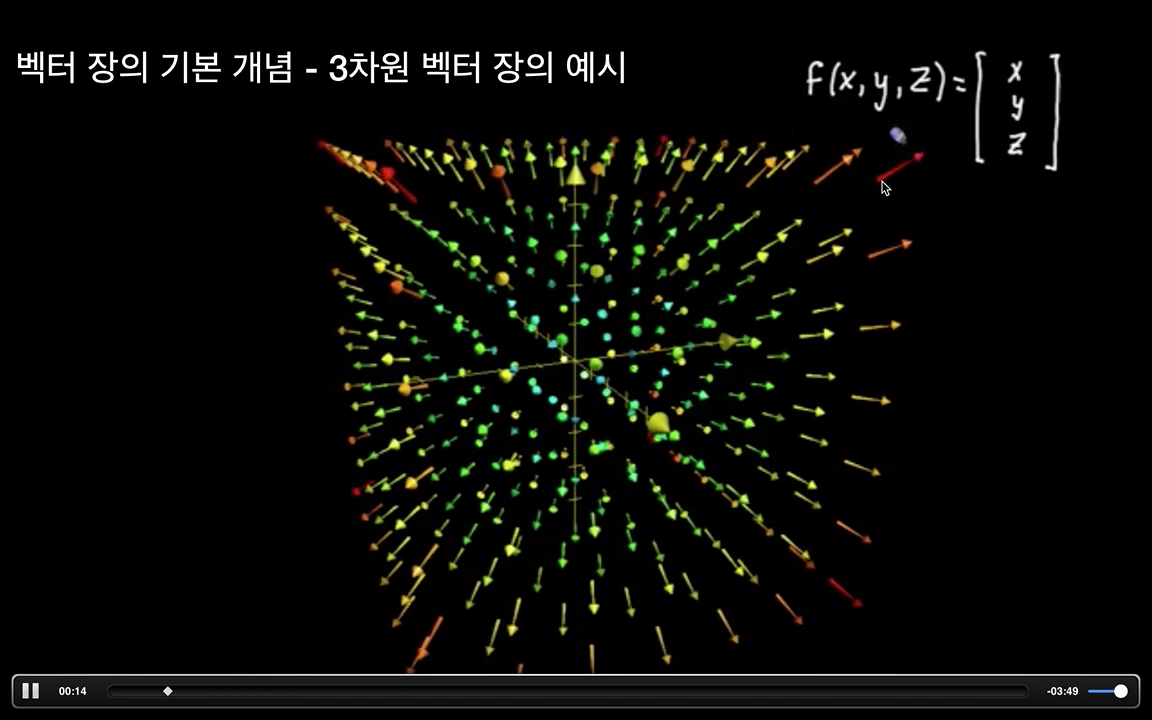 벡터 장의 기본 개념 - 3차원 벡터 장의 예시
f(x,y,z)=[x
y
z]
00:14
-03:49